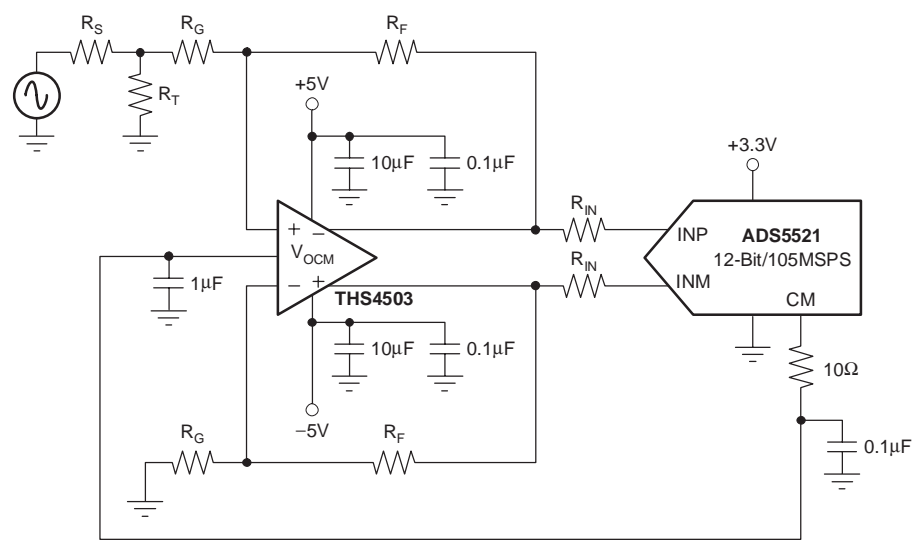 R_S
R_G
R_F
R_T
+5V
10μF
0.1μF
+3.3V
R_IN
+
−
INP
ADS5521
12-Bit/105MSPS
V_OCM
1μF
−
+
THS4503
R_IN
INM
CM
10μF
0.1μF
10Ω
−5V
R_G
R_F
0.1μF